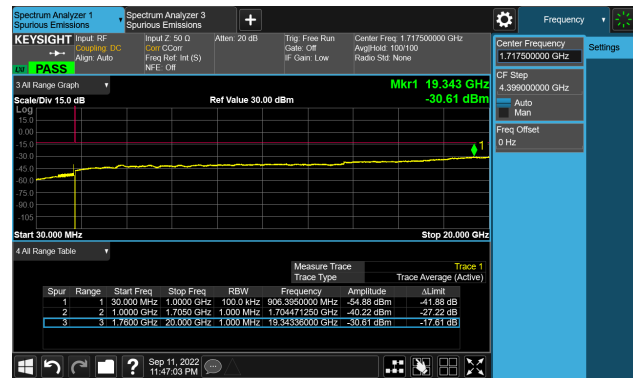 Spectrum Analyzer 1
Spurious Emissions
Spectrum Analyzer 3
Spurious Emissions
Frequency
KEYSIGHT
Input: RF
Coupling: DC
Align: Auto
Input Z: 50 Ω
Corr CCorr
Freq Ref: Int (S)
NFE: Off
Atten: 20 dB
Trig: Free Run
Gate: Off
IF Gain: Low
Center Freq: 1.717500000 GHz
Avg|Hold: 100/100
Radio Std: None
PASS
Center Frequency
1.717500000 GHz
Settings
CF Step
4.399000000 GHz
Auto
Man
Freq Offset
0 Hz
3 All Range Graph
Mkr1 19.343 GHz
-30.61 dBm
Scale/Div 15.0 dB
Ref Value 30.00 dBm
Log
15.0
0.00
-15.0
-30.0
-45.0
-60.0
-75.0
-90.0
-105
1
Start 30.000 MHz
Stop 20.000 GHz
4 All Range Table
Measure Trace Trace 1
Trace Type Trace Average (Active)
Spur Range Start Freq Stop Freq RBW Frequency Amplitude ΔLimit
1 1 30.000 MHz 1.0000 GHz 100.0 kHz 906.3950000 MHz -54.88 dBm -41.88 dB
2 2 1.0000 GHz 1.7050 GHz 1.000 MHz 1.704471250 GHz -40.22 dBm -27.22 dB
3 3 1.7600 GHz 20.000 GHz 1.000 MHz 19.34336000 GHz -30.61 dBm -17.61 dB
?
Sep 11, 2022
11:47:03 PM